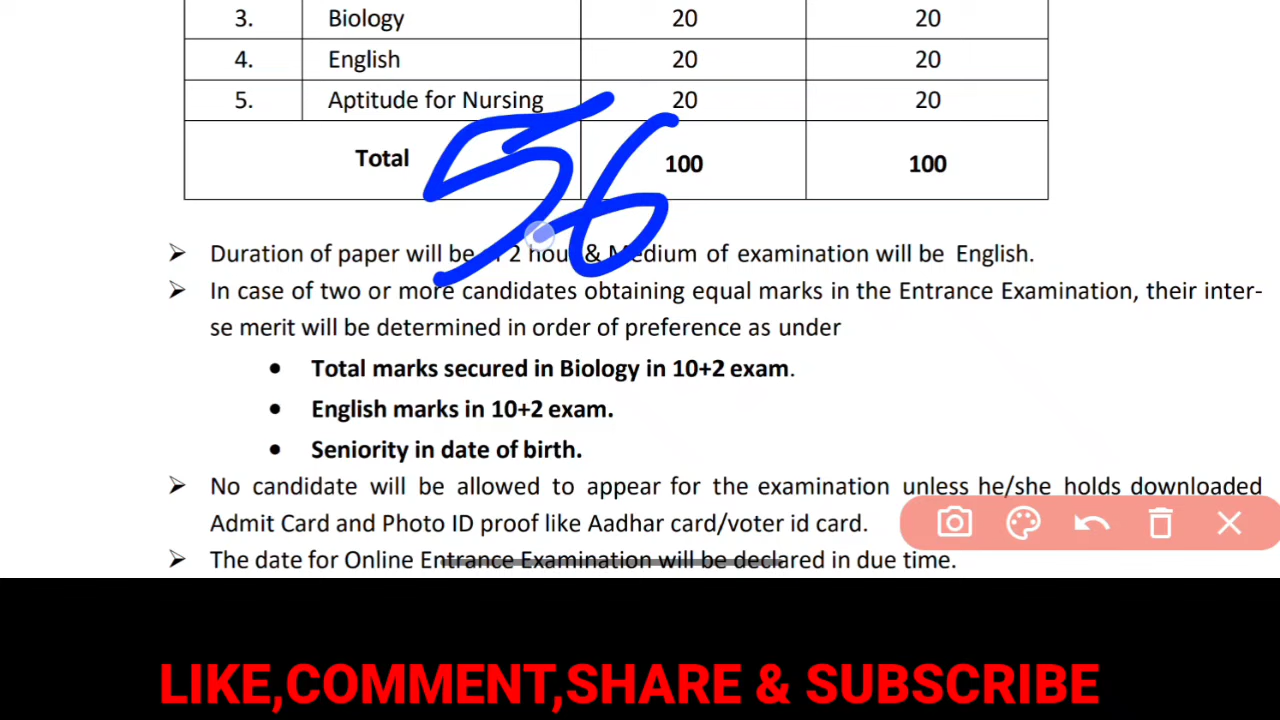 3. Biology 20 20
4. English 20 20
5. Aptitude for Nursing 20 20
Total 100 100
56
Duration of paper will be 2 hour & Medium of examination will be English.
In case of two or more candidates obtaining equal marks in the Entrance Examination, their inter-
se merit will be determined in order of preference as under
Total marks secured in Biology in 10+2 exam.
English marks in 10+2 exam.
Seniority in date of birth.
No candidate will be allowed to appear for the examination unless he/she holds downloaded
Admit Card and Photo ID proof like Aadhar card/voter id card.
The date for Online Entrance Examination will be declared in due time.
LIKE,COMMENT,SHARE & SUBSCRIBE